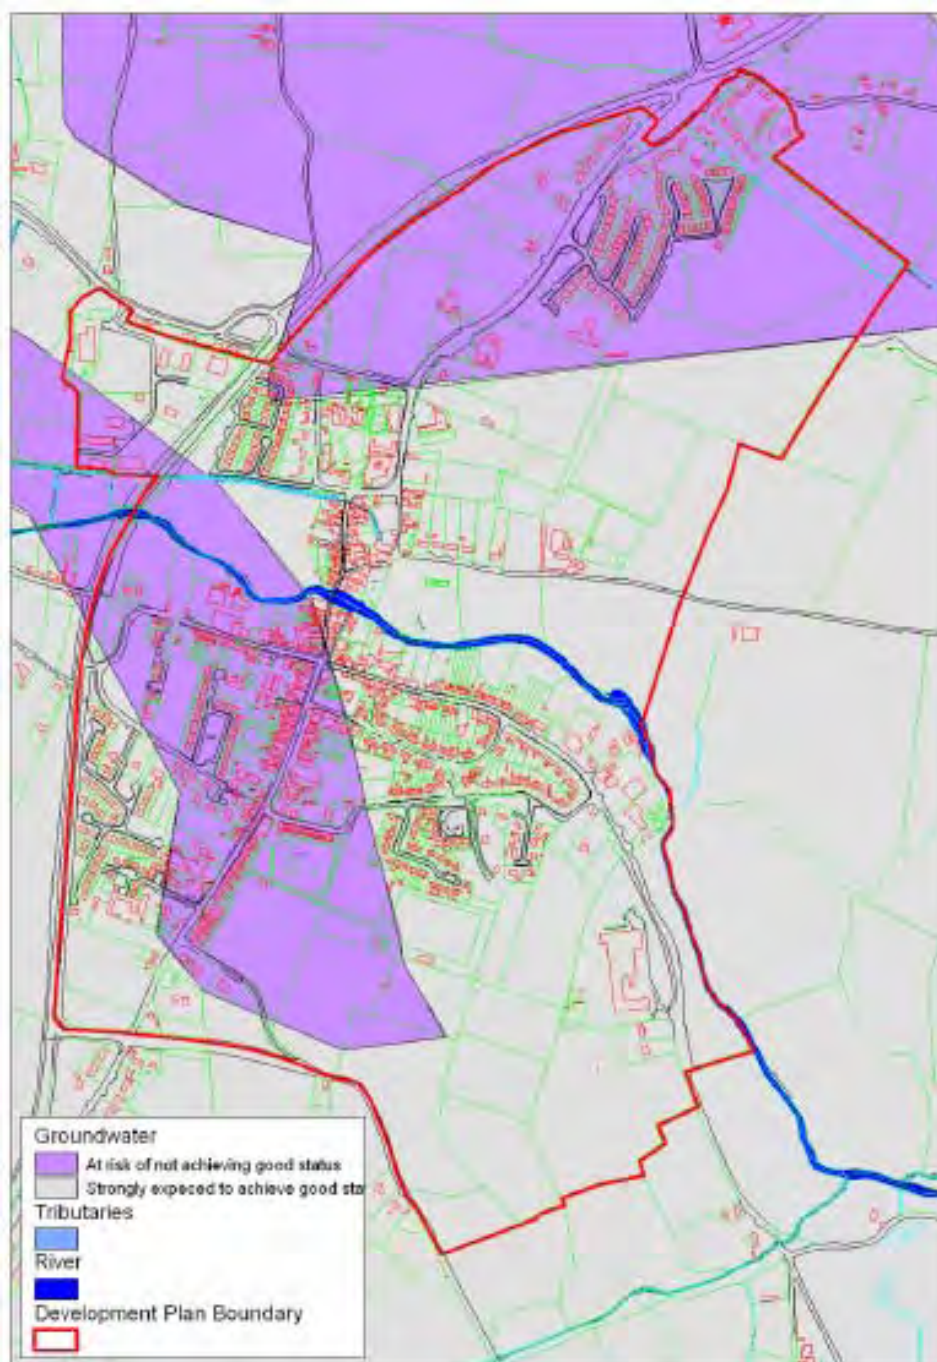 Groundwater
At risk of not achieving good status
Strongly expeced to achieve good sta
Tributaries
River
Development Plan Boundary